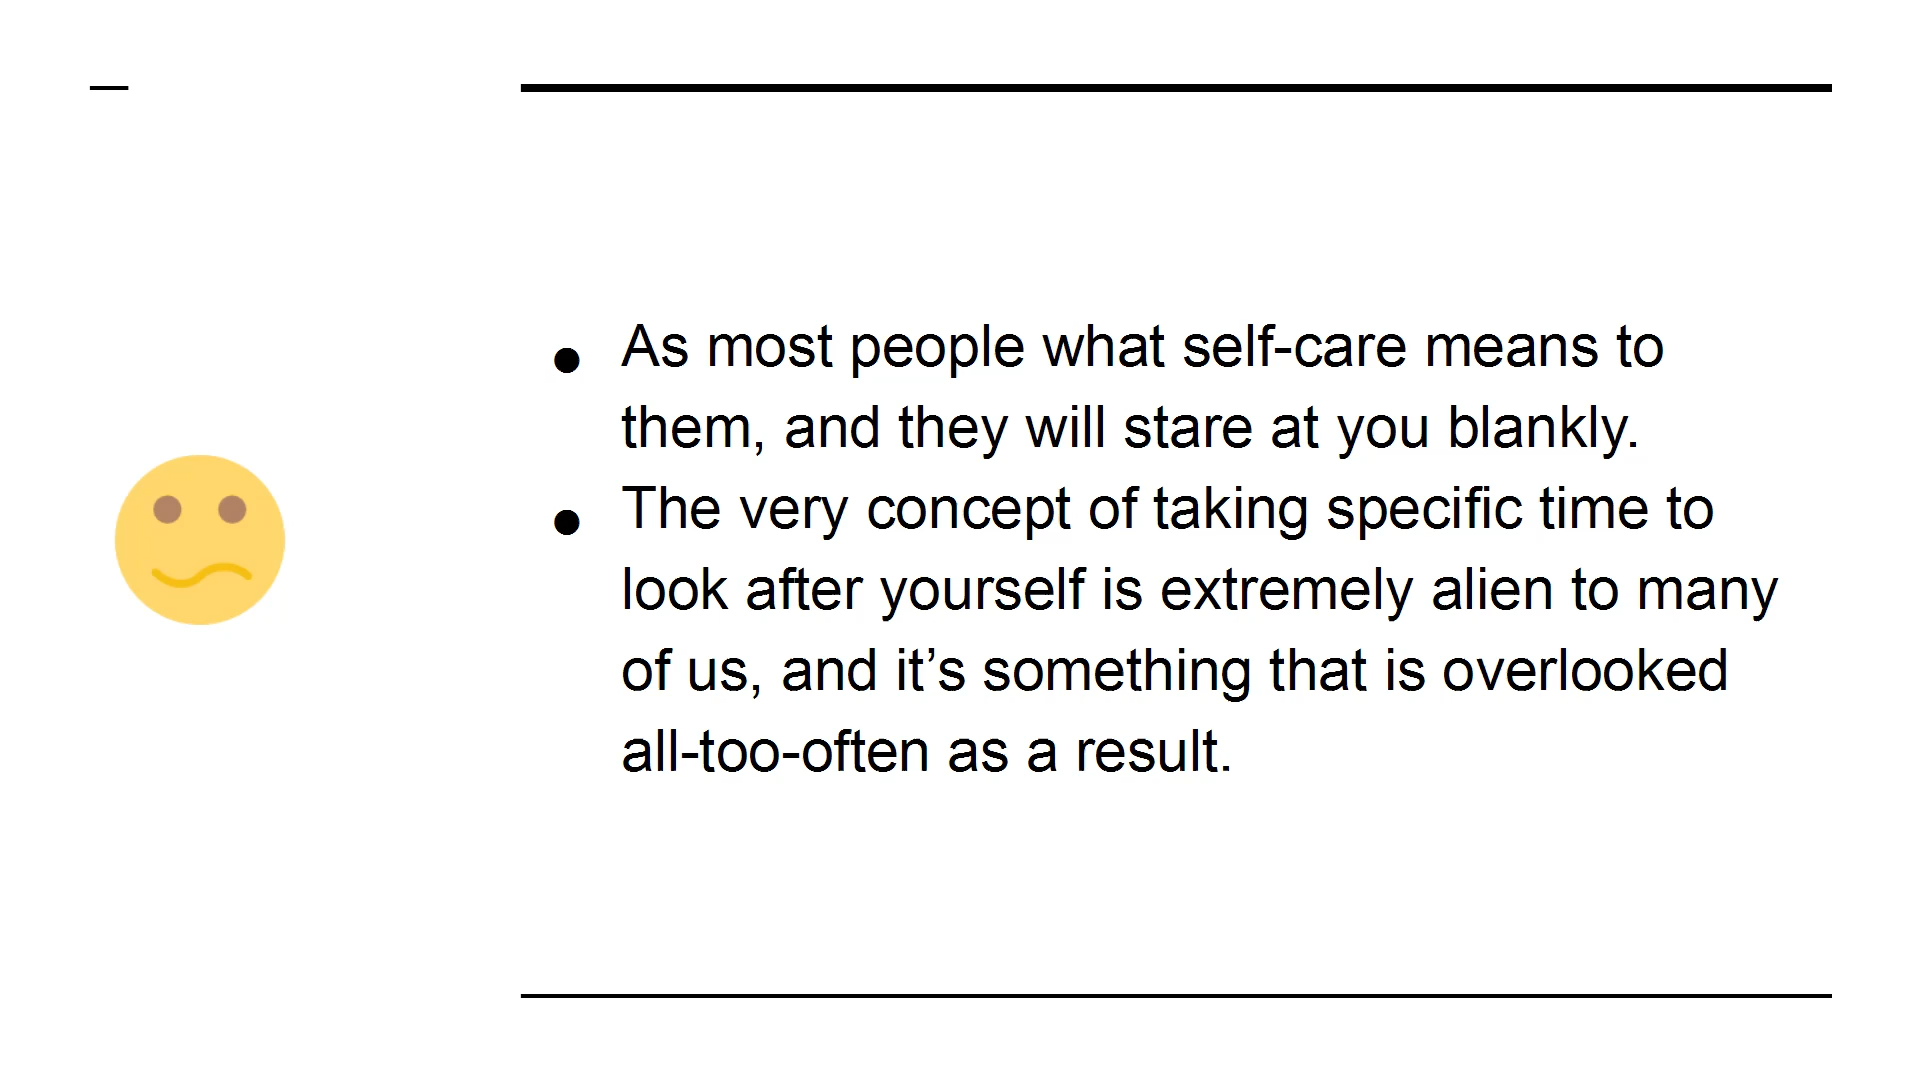 ● As most people what self-care means to
them, and they will stare at you blankly.
● The very concept of taking specific time to
look after yourself is extremely alien to many
of us, and it’s something that is overlooked
all-too-often as a result.